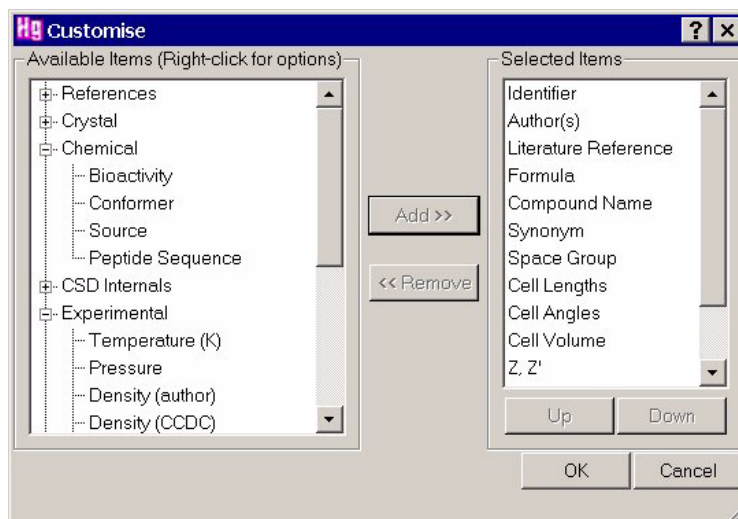 Hg Customise
Available Items (Right-click for options)
References
Crystal
Chemical
Bioactivity
Conformer
Source
Peptide Sequence
CSD Internals
Experimental
Temperature (K)
Pressure
Density (author)
Density (CCDC)
Add >>
<< Remove
Selected Items
Identifier
Author(s)
Literature Reference
Formula
Compound Name
Synonym
Space Group
Cell Lengths
Cell Angles
Cell Volume
Z, Z'
Up
Down
OK
Cancel